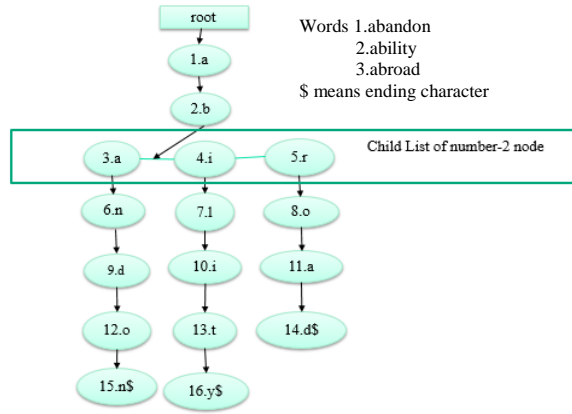 root
Words 1.abandon
2.ability
3.abroad
$ means ending character
1.a
2.b
Child List of number-2 node
3.a 4.i 5.r
6.n 7.1 8.o
9.d 10.i 11.a
12.o 13.t 14.d$
15.n$ 16.y$